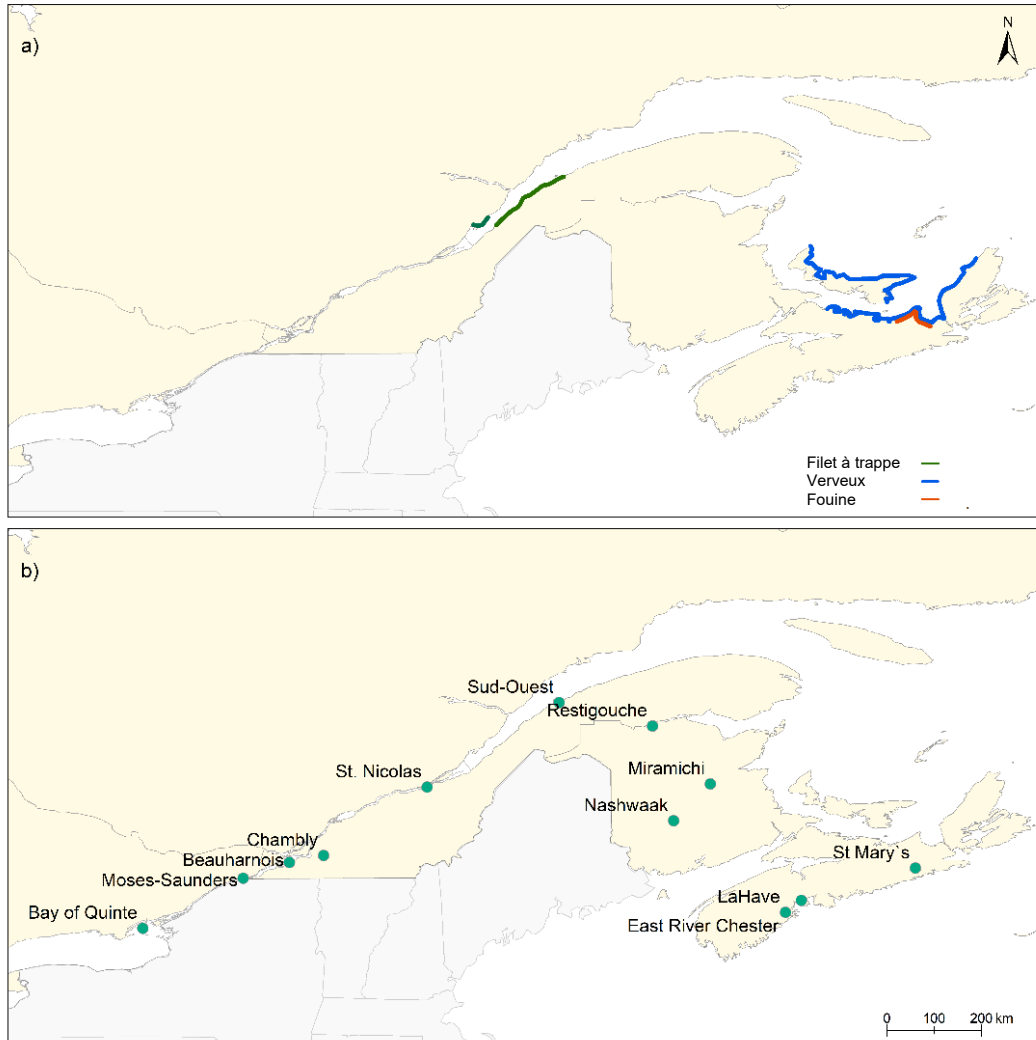 a)
N
Filet à trappe
Verveux
Fouine
b)
Sud-Ouest
Restigouche
St. Nicolas
Miramichi
Nashwaak
Chambly
Beauharnois
St Mary`s
Moses-Saunders
LaHave
Bay of Quinte
East River Chester
0 100 200 km